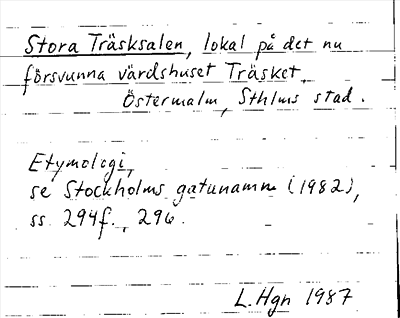 Stora Träsksalen, lokal på det nu
försvunna värdshuset Träsket,
Östermalm, Sthlms stad.
Etymologi,
se Stockholms gatunamn (1982),
ss. 294f., 296.
L. Hgn 1987